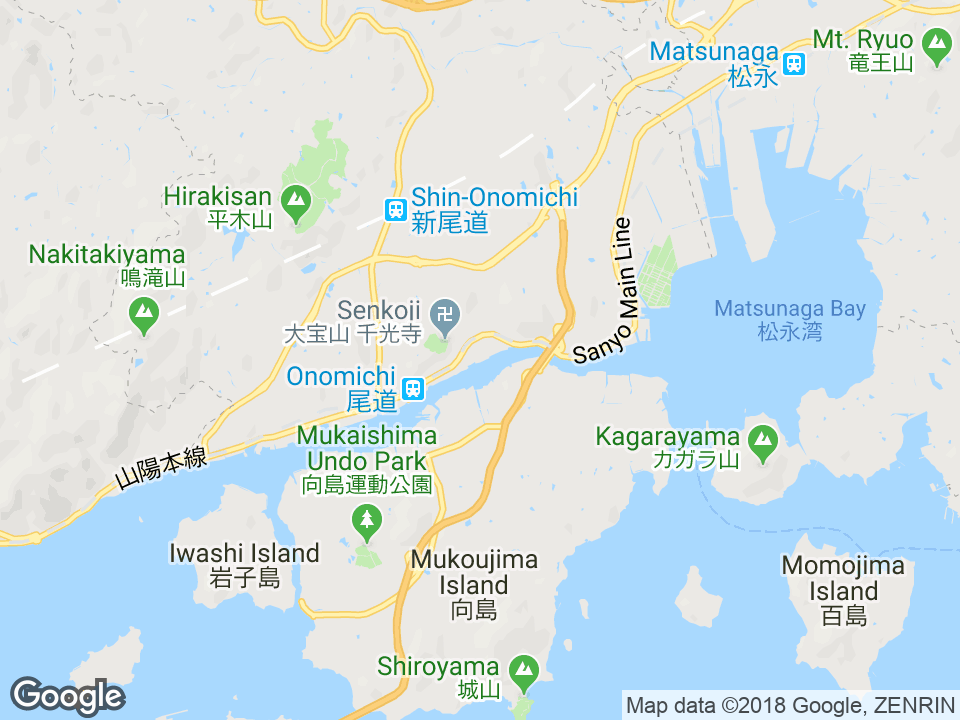 Matsunaga
松永
Mt. Ryuo
竜王山
Hirakisan
平木山
Shin-Onomichi
新尾道
Nakitakiyama
鳴滝山
Sanyo Main Line
Senkoji
大宝山 千光寺
Matsunaga Bay
松永湾
Onomichi
尾道
Mukaishima
Undo Park
向島運動公園
Kagarayama
カガラ山
山陽本線
Iwashi Island
岩子島
Mukoujima
Island
向島
Momojima
Island
百島
Shiroyama
城山
Google
Map data ©2018 Google, ZENRIN